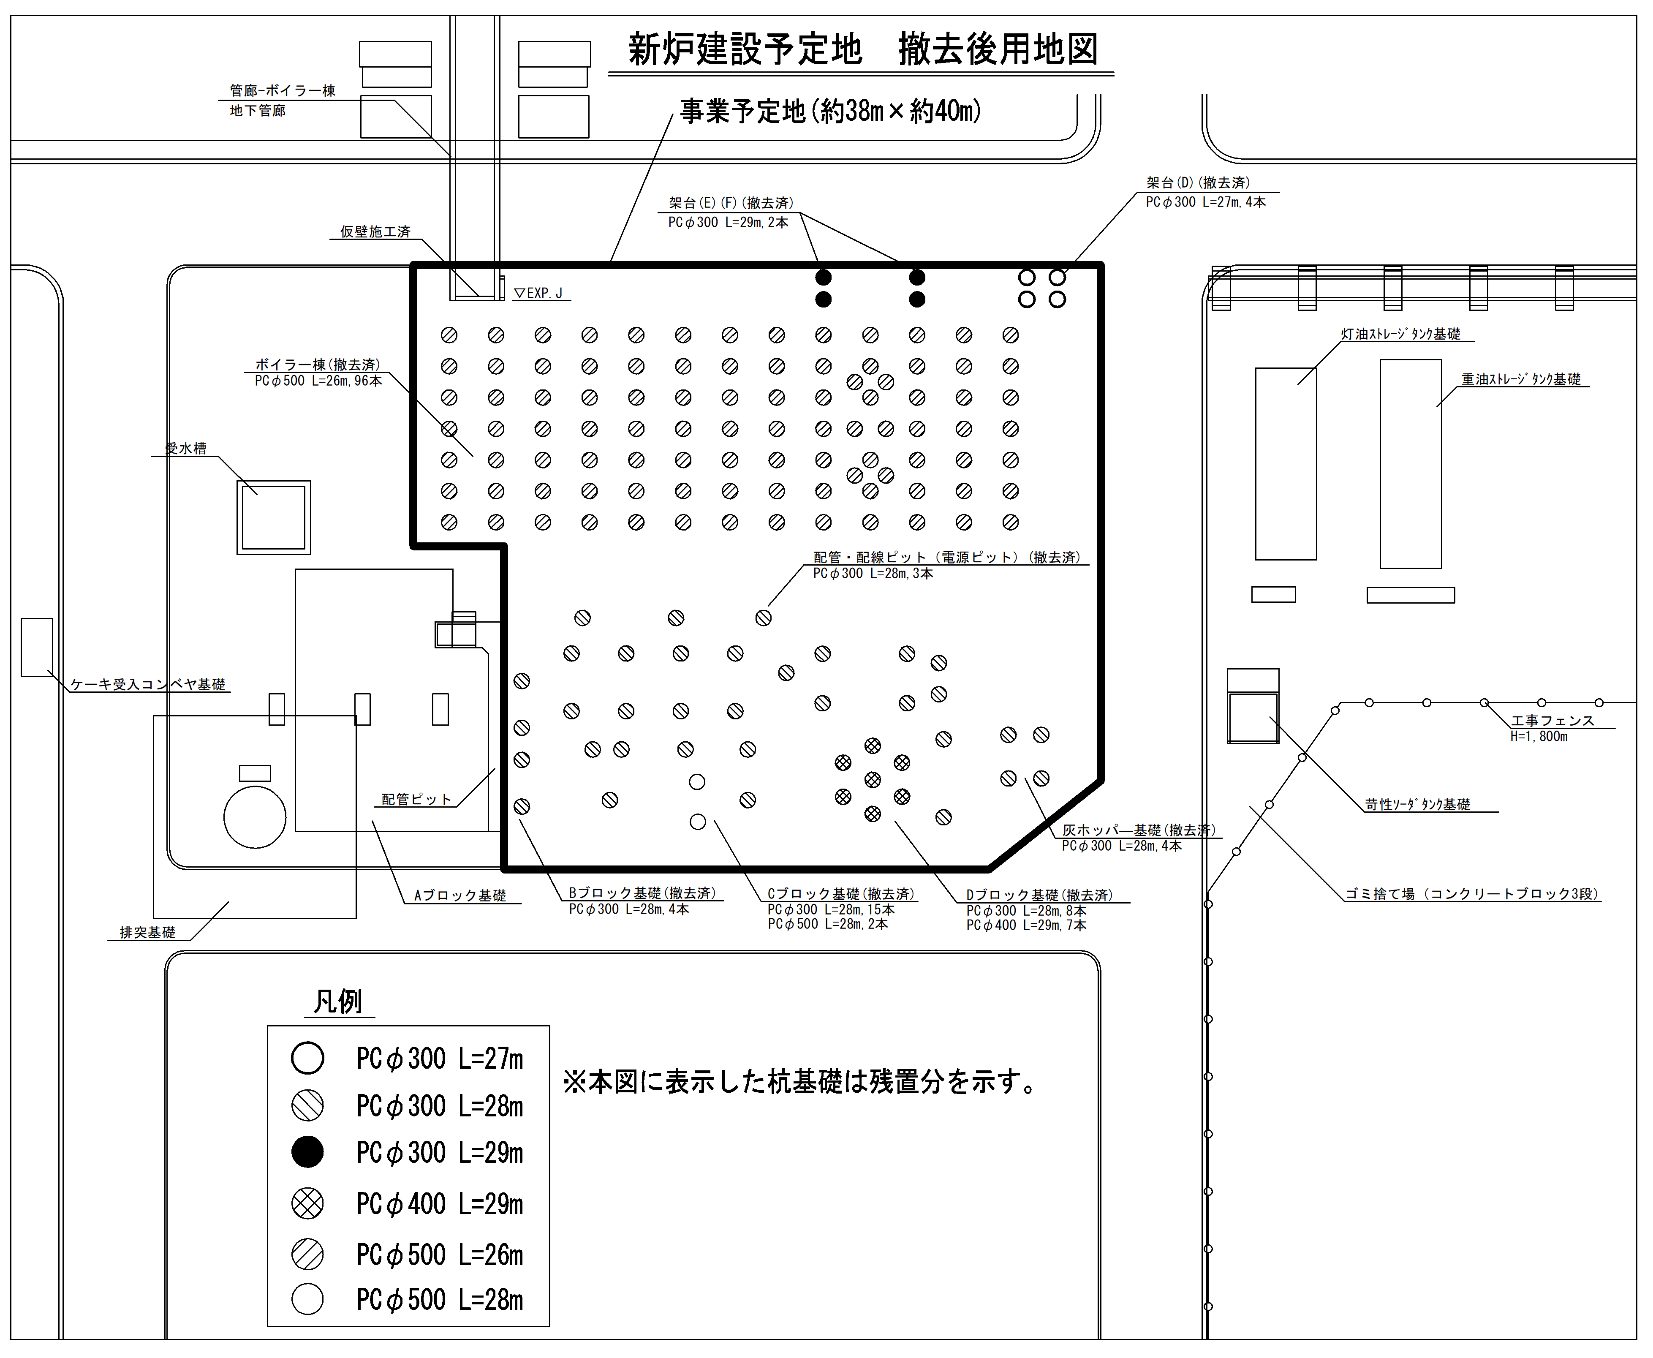 新炉建設予定地　撤去後用地図
管廊-ボイラー棟
地下管廊
事業予定地(約38m×約40m)
架台(D)(撤去済)
PCφ300 L=27m,4本
架台(E)(F)(撤去済)
PCφ300 L=29m,2本
仮壁施工済
▽EXP.J
灯油ｽﾄﾚｰｼﾞﾀﾝｸ基礎
ボイラー棟(撤去済)
PCφ500 L=26m,96本
重油ｽﾄﾚｰｼﾞﾀﾝｸ基礎
受水槽
配管・配線ピット（電源ピット）(撤去済)
PCφ300 L=28m,3本
ケーキ受入コンベヤ基礎
工事フェンス
H=1,800m
配管ピット
苛性ｿｰﾀﾞﾀﾝｸ基礎
灰ホッパー基礎(撤去済)
PCφ300 L=28m,4本
Aブロック基礎
Bブロック基礎(撤去済)
PCφ300 L=28m,4本
Cブロック基礎(撤去済)
PCφ300 L=28m,15本
PCφ500 L=28m,2本
Dブロック基礎(撤去済)
PCφ300 L=28m,8本
PCφ400 L=29m,7本
ゴミ捨て場（コンクリートブロック3段）
排突基礎
凡例
PCφ300 L=27m
PCφ300 L=28m
PCφ300 L=29m
PCφ400 L=29m
PCφ500 L=26m
PCφ500 L=28m
※本図に表示した杭基礎は残置分を示す。